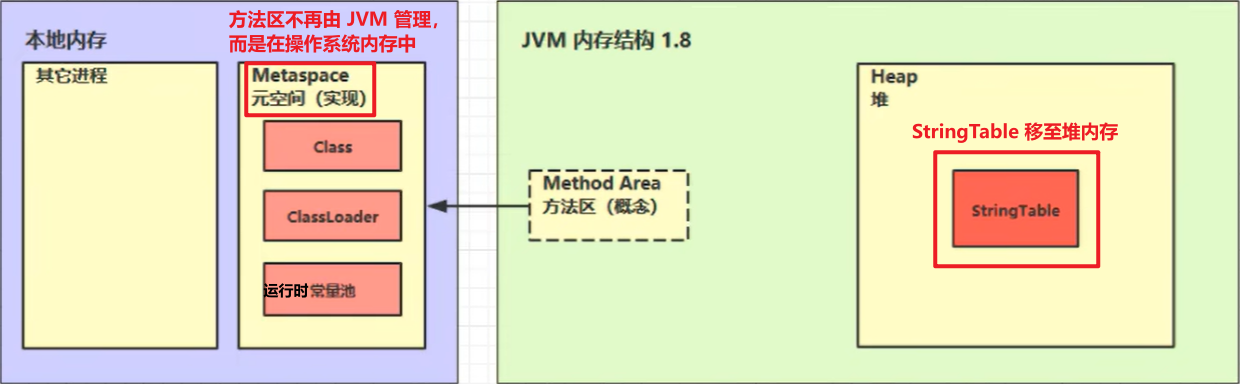 本地内存
方法区不再由 JVM 管理，
而是在操作系统内存中
其它进程
Metaspace
元空间（实现）
Class
ClassLoader
运行时常量池
JVM 内存结构 1.8
Method Area
方法区（概念）
Heap
堆
StringTable 移至堆内存
StringTable